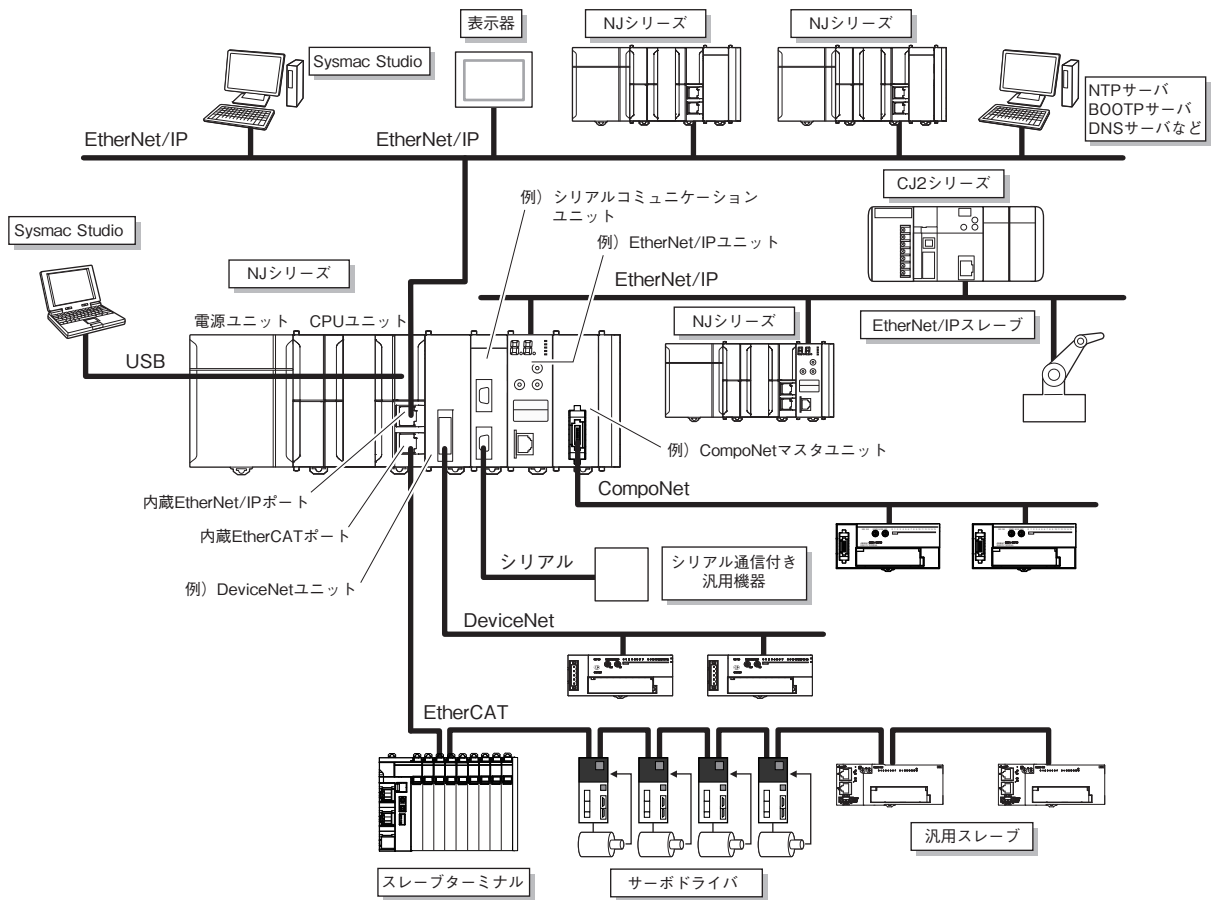 表示器
NJシリーズ
NJシリーズ
Sysmac Studio
NTPサーバ
BOOTPサーバ
DNSサーバなど
EtherNet/IP
EtherNet/IP
CJ2シリーズ
例）シリアルコミュニケーション
ユニット
Sysmac Studio
例）EtherNet/IPユニット
NJシリーズ
EtherNet/IP
電源ユニット
CPUユニット
NJシリーズ
EtherNet/IPスレーブ
USB
例）CompoNetマスタユニット
CompoNet
内蔵EtherNet/IPポート
内蔵EtherCATポート
シリアル
シリアル通信付き
汎用機器
例）DeviceNetユニット
DeviceNet
EtherCAT
汎用スレーブ
スレーブターミナル
サーボドライバ